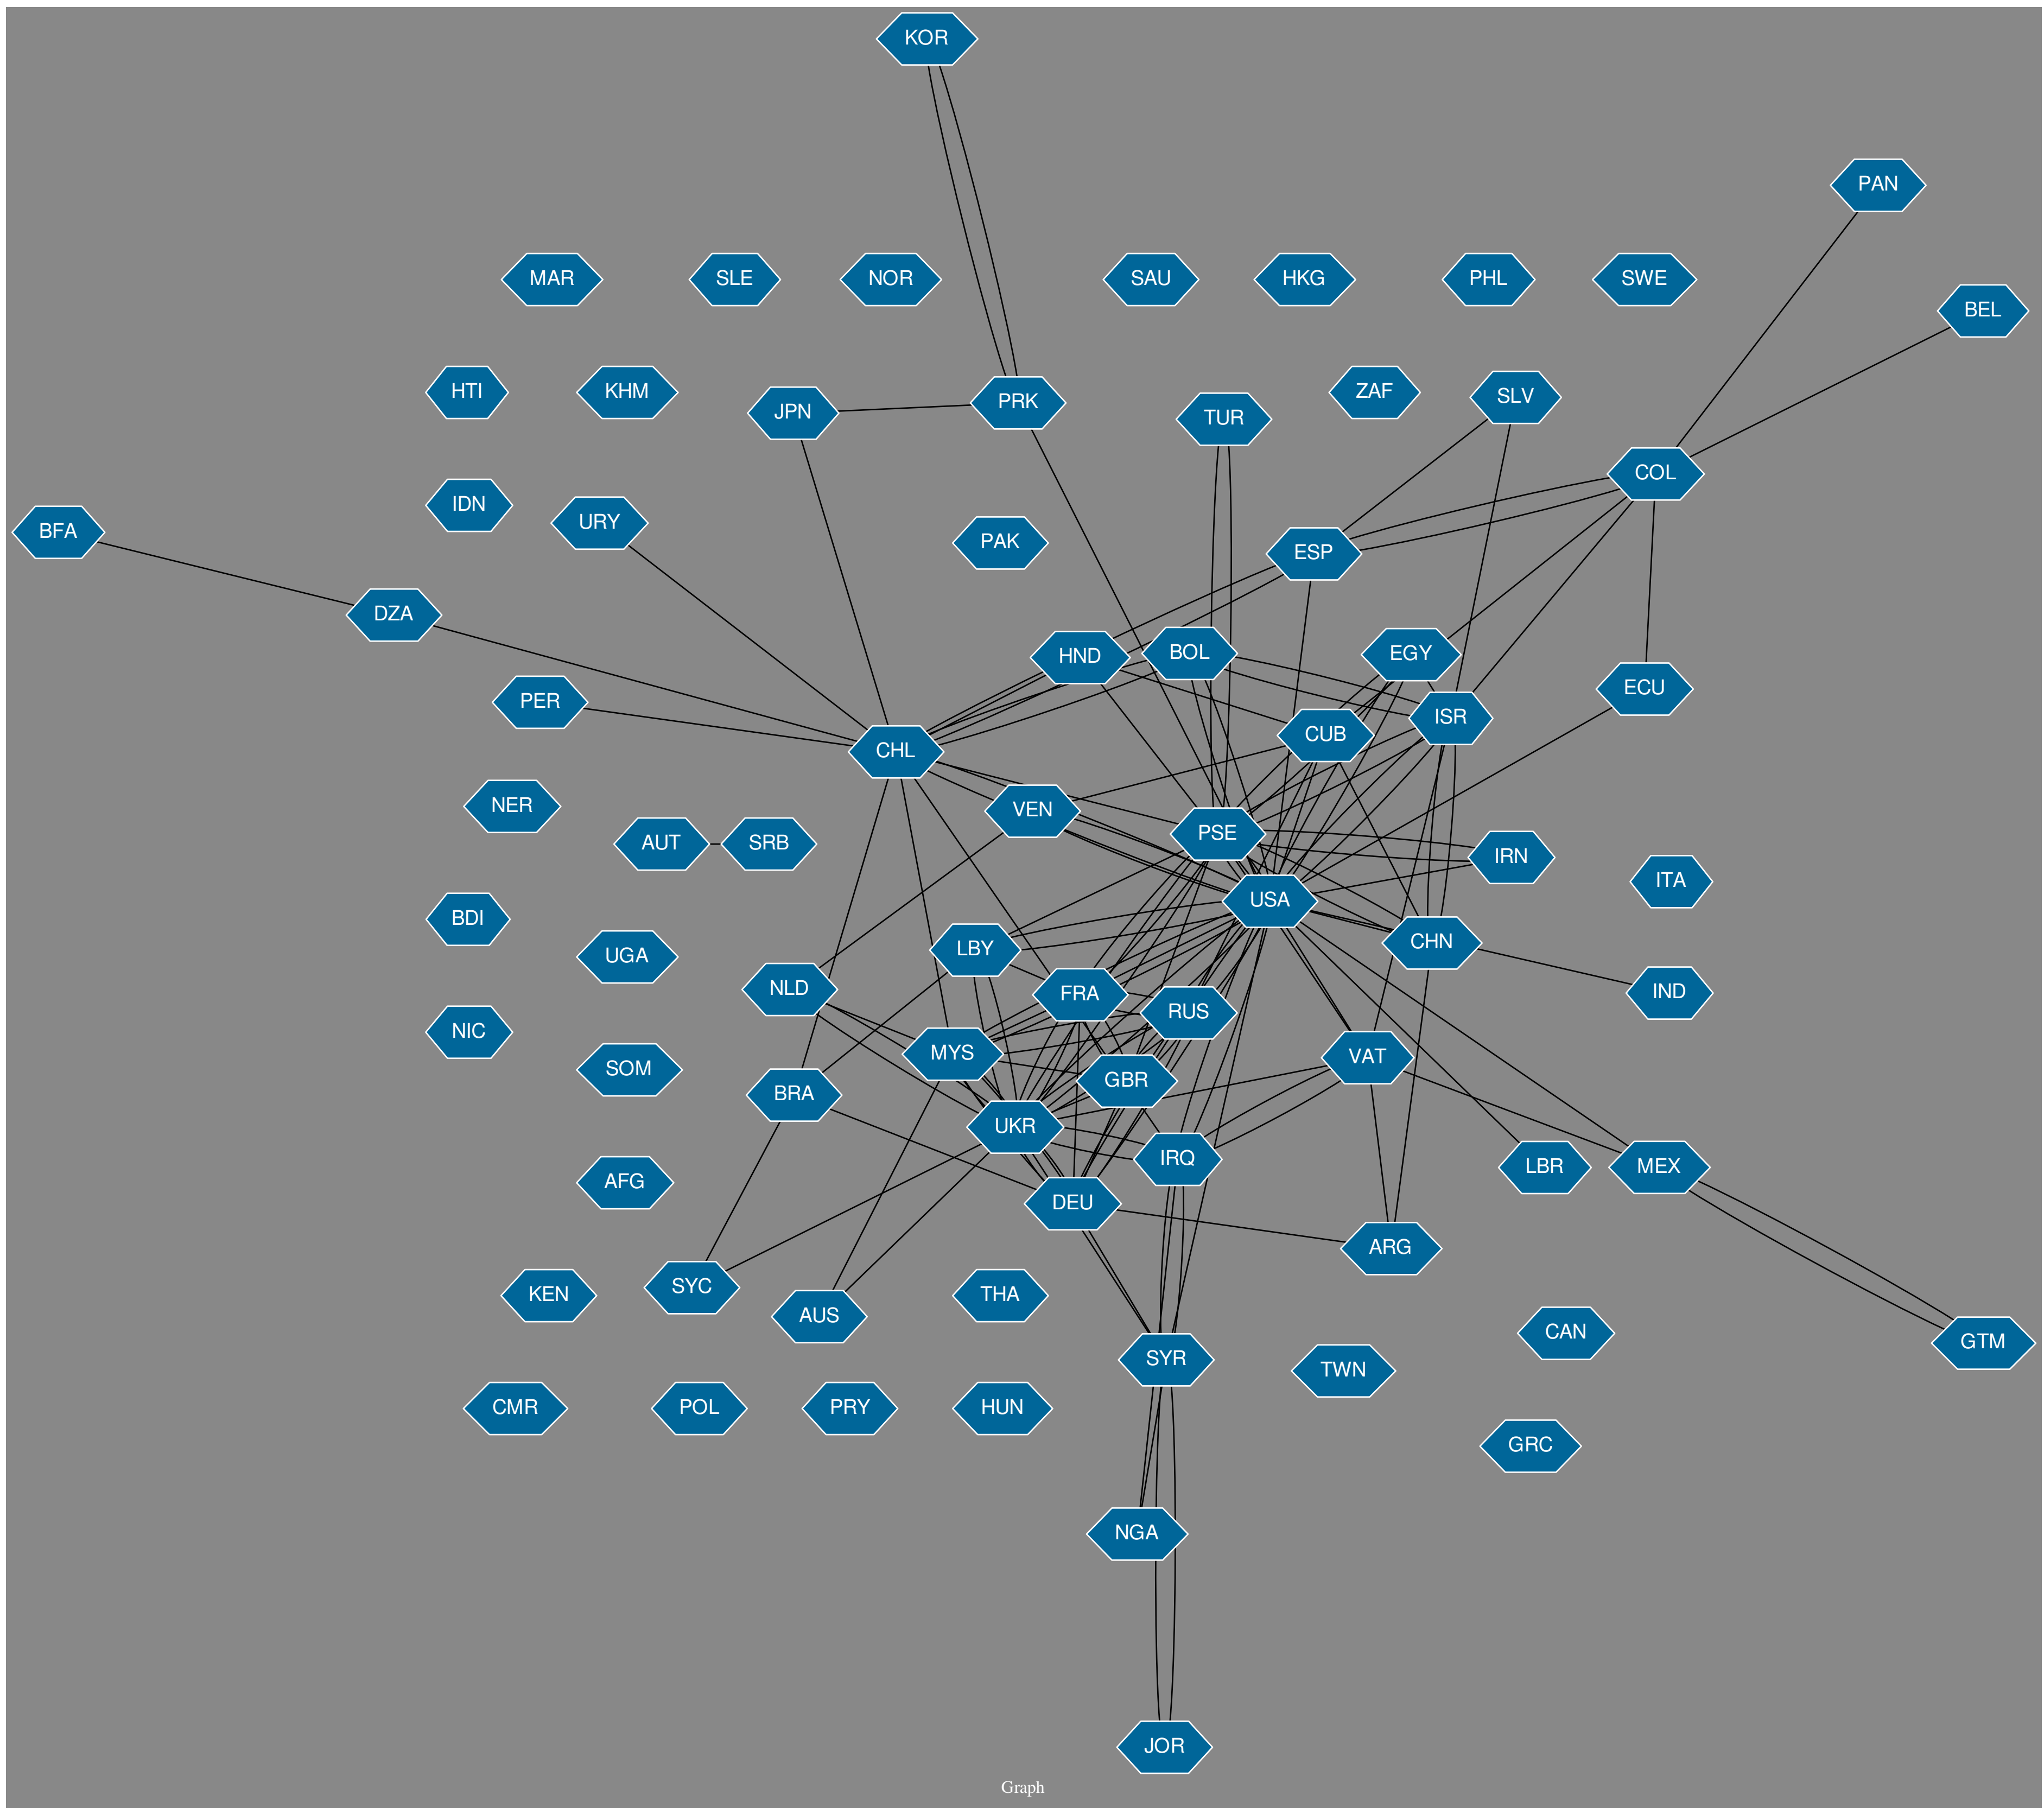 KOR
PAN
MAR
SLE
NOR
SAU
HKG
PHL
SWE
BEL
HTI
KHM
JPN
PRK
TUR
ZAF
SLV
COL
IDN
URY
BFA
PAK
ESP
DZA
HND
BOL
EGY
ECU
PER
ISR
CUB
CHL
NER
VEN
PSE
AUT
SRB
IRN
ITA
USA
BDI
UGA
LBY
CHN
NLD
FRA
IND
RUS
NIC
MYS
VAT
SOM
GBR
BRA
UKR
IRQ
LBR
MEX
AFG
DEU
ARG
KEN
SYC
THA
AUS
CAN
GTM
SYR
TWN
CMR
POL
PRY
HUN
GRC
NGA
JOR
Graph